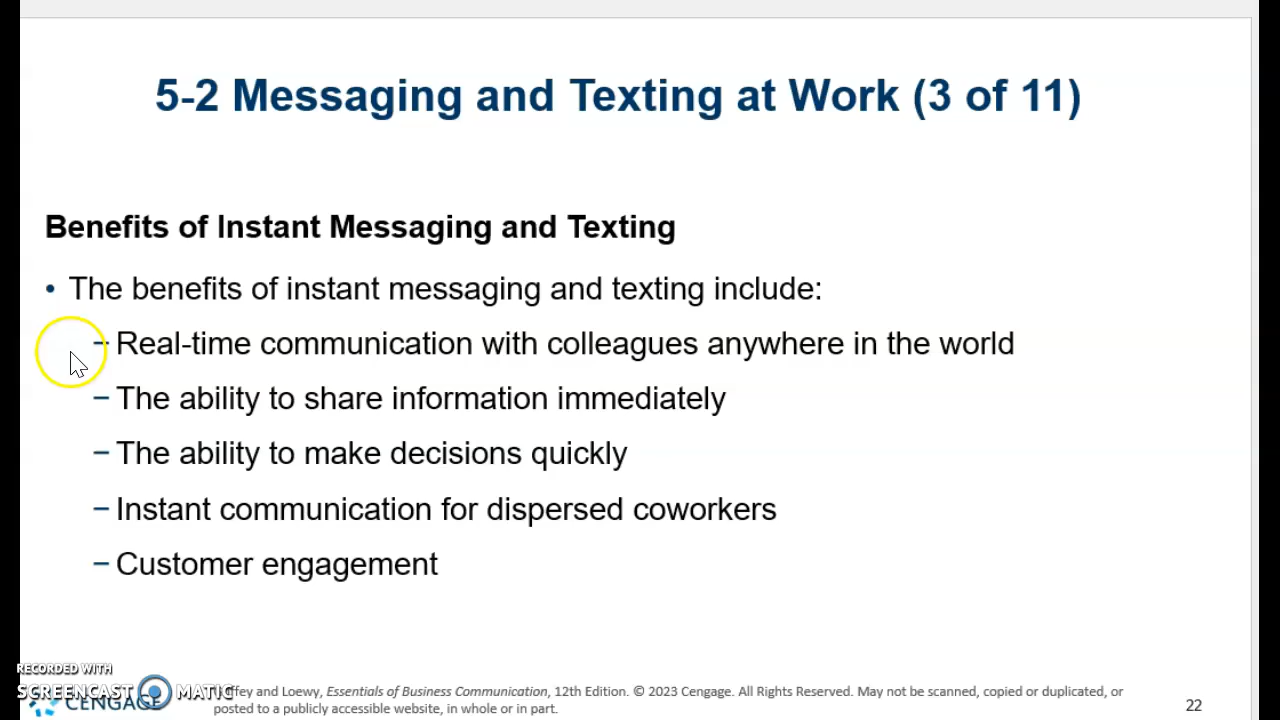 5-2 Messaging and Texting at Work (3 of 11)
Benefits of Instant Messaging and Texting
• The benefits of instant messaging and texting include:
– Real-time communication with colleagues anywhere in the world
– The ability to share information immediately
– The ability to make decisions quickly
– Instant communication for dispersed coworkers
– Customer engagement
RECORDED WITH
SCREENCAST MATIC
CENGAGE
and Loewy, Essentials of Business Communication, 12th Edition. © 2023 Cengage. All Rights Reserved. May not be scanned, copied or duplicated, or
posted to a publicly accessible website, in whole or in part.
22